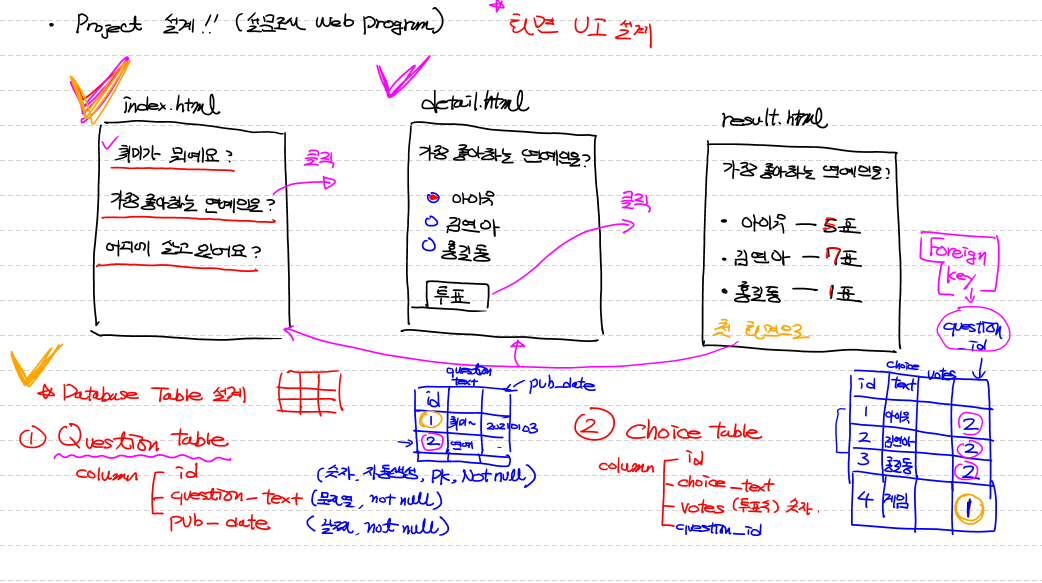 • Project 설계!! (설문조사 web program)
* 화면 UI 설계
index.html
취미가 뭐예요?
가장 좋아하는 연예인은?
어디에 살고 있어요?
클릭
detail.html
가장 좋아하는 연예인은?
아이유
김연아
홍길동
투표
클릭
result.html
가장 좋아하는 연예인은?
• 아이유 — 5표
• 김연아 — 7표
• 홍길동 — 1표
첫 화면으로
Foreign
key
question
_id
* Database Table 설계
① Question table
column
id (숫자, 자동생성, PK, Not null)
question_text (문자열, not null)
pub_date (날짜, not null)
question
text
pub_date
id
1 취미~ 20210103
2 연예 -
② Choice table
column
id
choice_text
votes (투표수) 숫자.
question_id
choice votes
id text
1 아이유 2
2 김연아 2
3 홍길동 2
4 게임 1